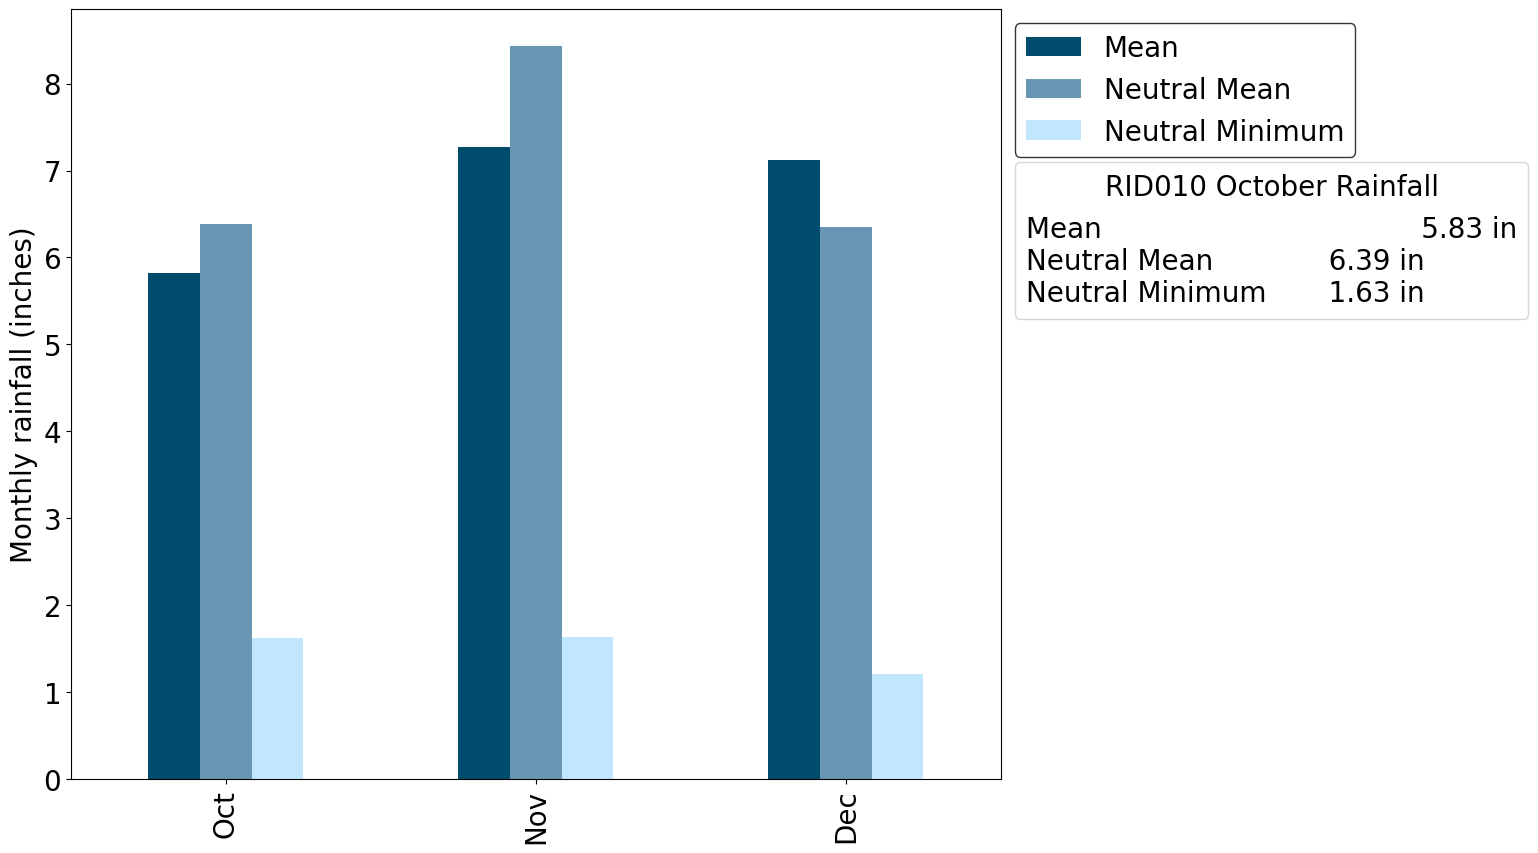 Monthly rainfall (inches)
8
7
6
5
4
3
2
1
0
Oct
Nov
Dec
Mean
Neutral Mean
Neutral Minimum
RID010 October Rainfall
Mean 5.83 in
Neutral Mean 6.39 in
Neutral Minimum 1.63 in